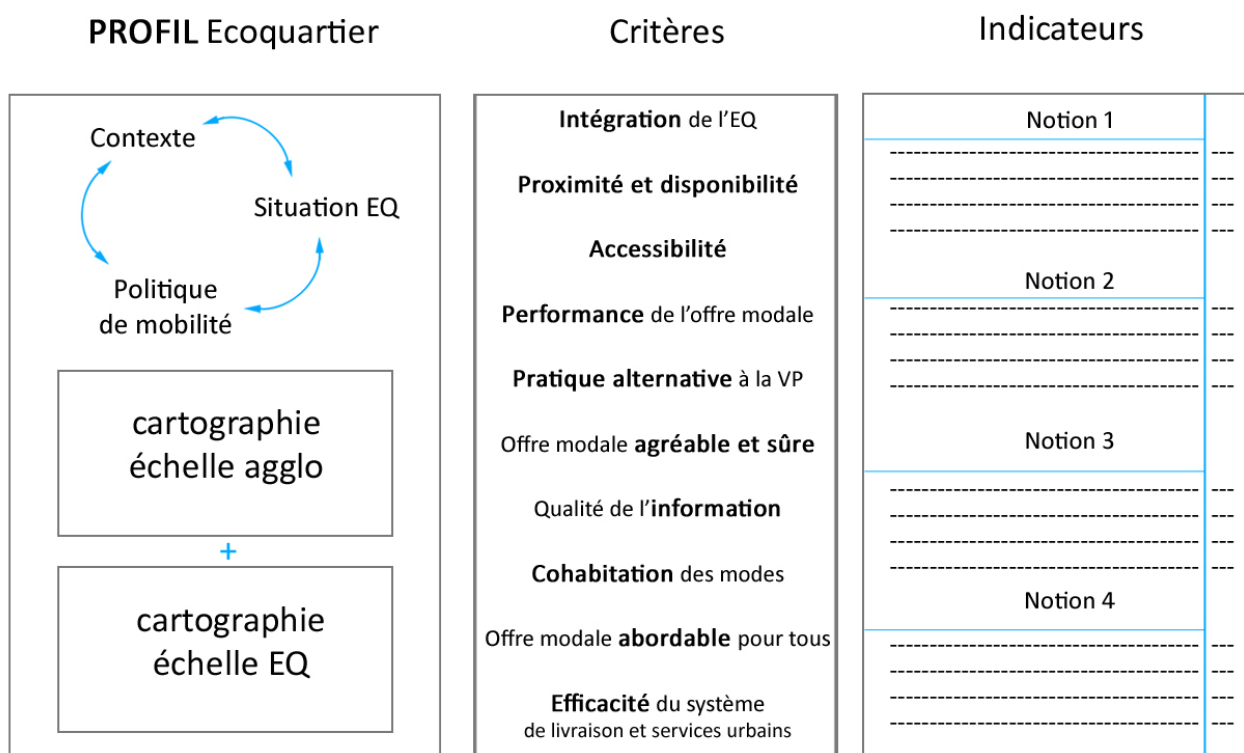 PROFIL Ecoquartier
Contexte
Situation EQ
Politique
de mobilité
cartographie
échelle agglo
+
cartographie
échelle EQ
Critères
Intégration de l'EQ
Proximité et disponibilité
Accessibilité
Performance de l'offre modale
Pratique alternative à la VP
Offre modale agréable et sûre
Qualité de l'information
Cohabitation des modes
Offre modale abordable pour tous
Efficacité du système
de livraison et services urbains
Indicateurs
Notion 1
Notion 2
Notion 3
Notion 4